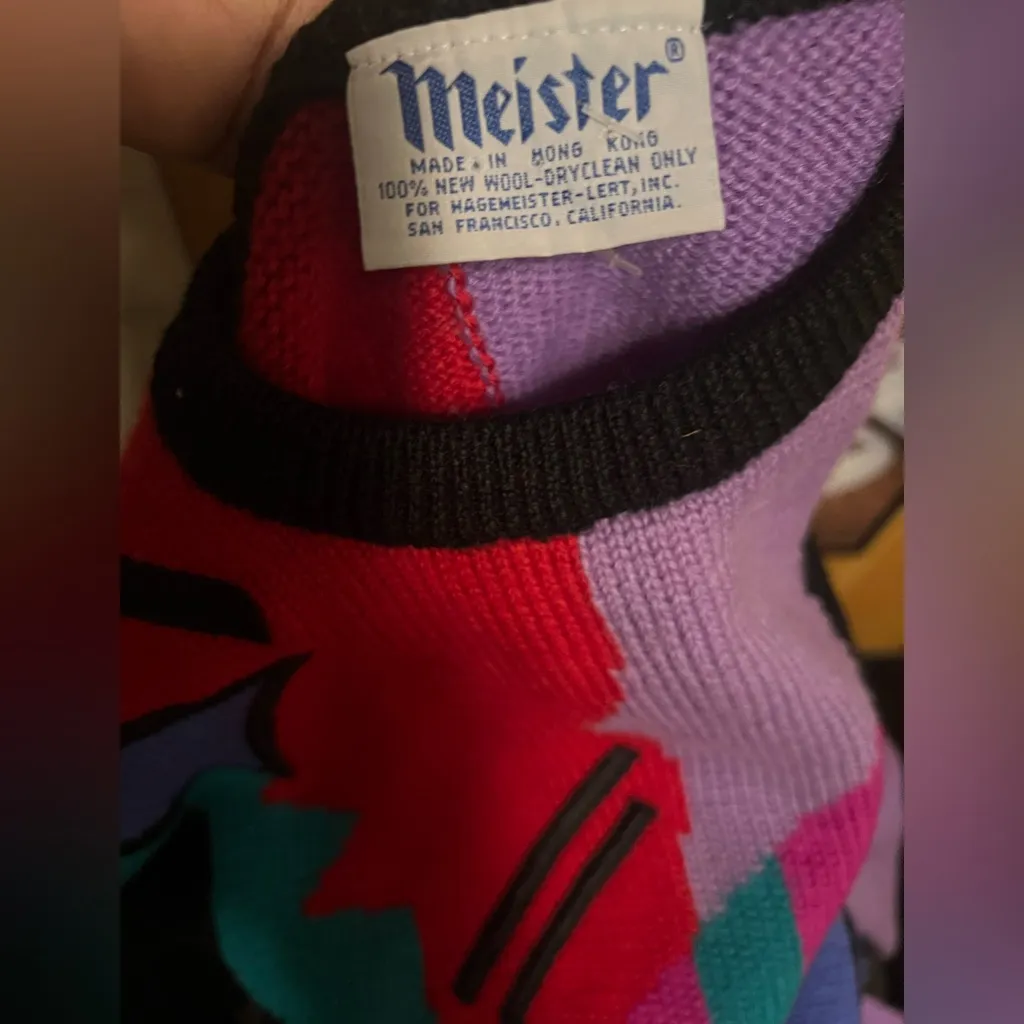 Meister®
MADE IN HONG KONG
100% NEW WOOL-DRYCLEAN ONLY
FOR HAGEMEISTER-LERT, INC.
SAN FRANCISCO. CALIFORNIA.